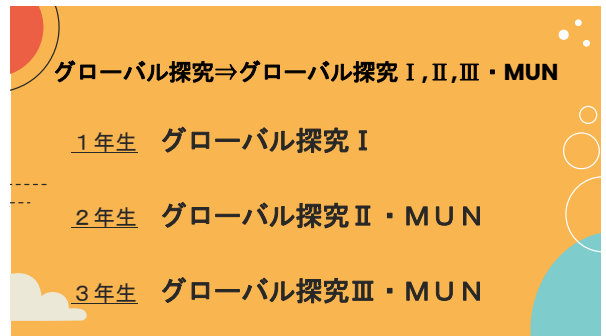 グローバル探究⇒グローバル探究Ⅰ,Ⅱ,Ⅲ・MUN
１年生　グローバル探究Ⅰ
２年生　グローバル探究Ⅱ・ＭＵＮ
３年生　グローバル探究Ⅲ・ＭＵＮ